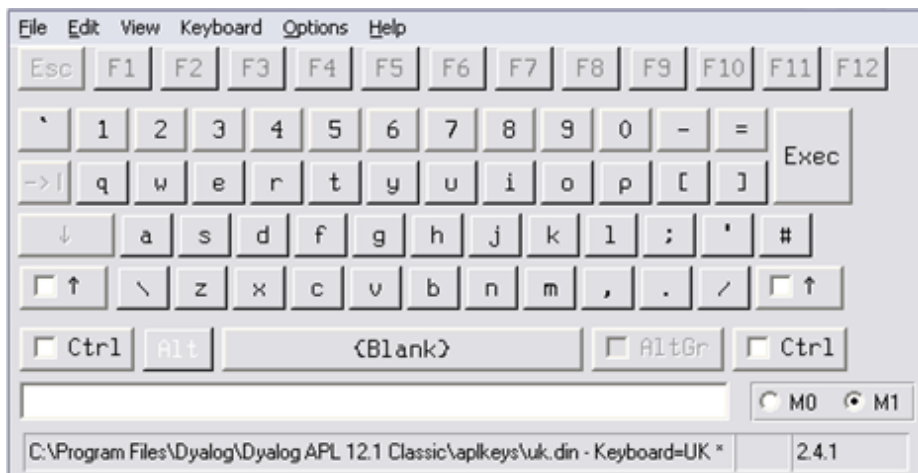 File Edit View Keyboard Options Help
Esc F1 F2 F3 F4 F5 F6 F7 F8 F9 F10 F11 F12
` 1 2 3 4 5 6 7 8 9 0 - = Exec
->| q w e r t y u i o p [ ]
↓ a s d f g h j k l ; ' #
↑ \ z x c v b n m , . / ↑
Ctrl Alt {Blank} AltGr Ctrl
M0 M1
C:\Program Files\Dyalog\Dyalog APL 12.1 Classic\aplkeys\uk.din - Keyboard=UK * 2.4.1